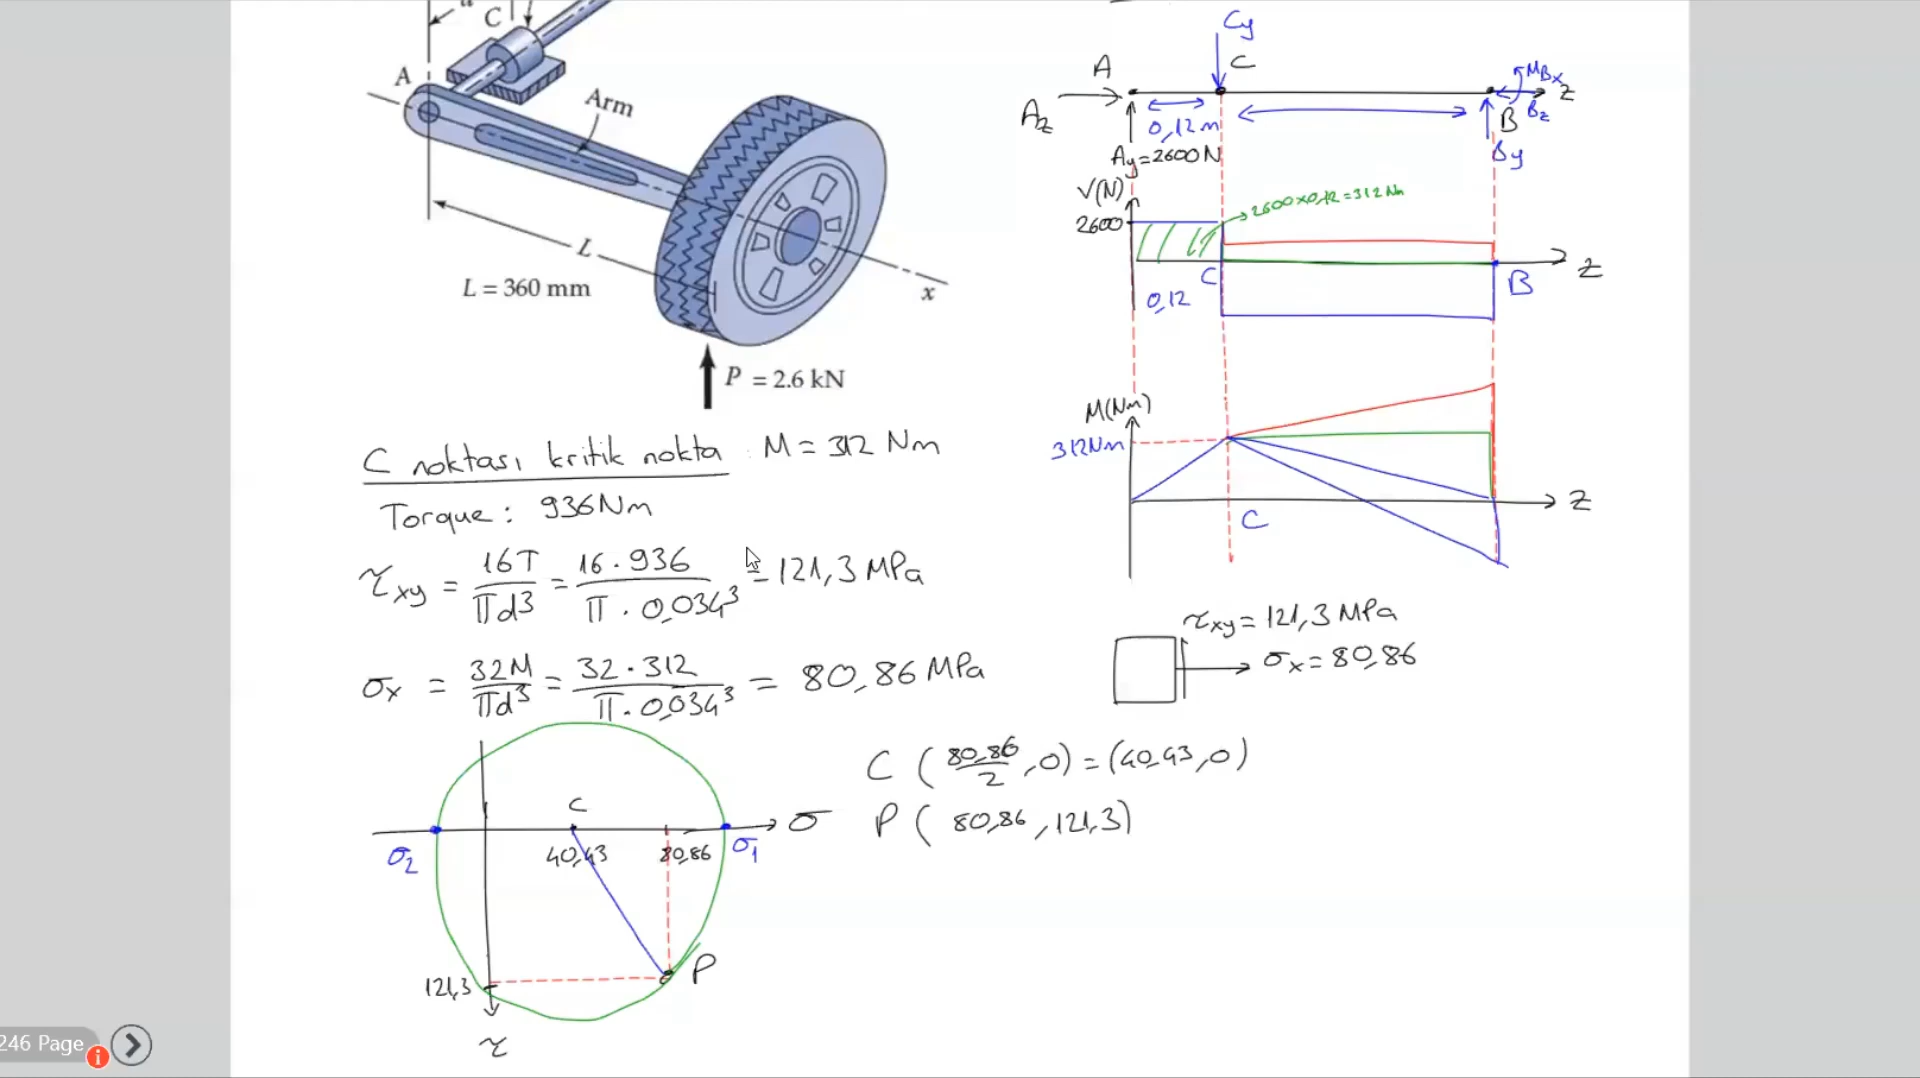 C
A
Arm
L
L = 360 mm
x
P = 2.6 kN
C noktası kritik nokta : M = 312 Nm
Torque : 936Nm
τxy = 16T / πd³ = 16 · 936 / π · 0,034³ = 121,3 MPa
σx = 32M / πd³ = 32 · 312 / π · 0,034³ = 80,86 MPa
C
σ
40,43
80,86
σ1
σ2
121,3
P
τ
Cy
A
C
MBx
z
Az
0,12 m
B
Bz
Ay = 2600 N
By
V(N)
2600 x 0,12 = 312 Nm
2600
C
B
z
0,12
M(Nm)
312Nm
C
z
τxy = 121,3 MPa
σx = 80,86
C ( 80,86 / 2 , 0) = (40,43 , 0)
P ( 80,86 , 121,3)
246 Page